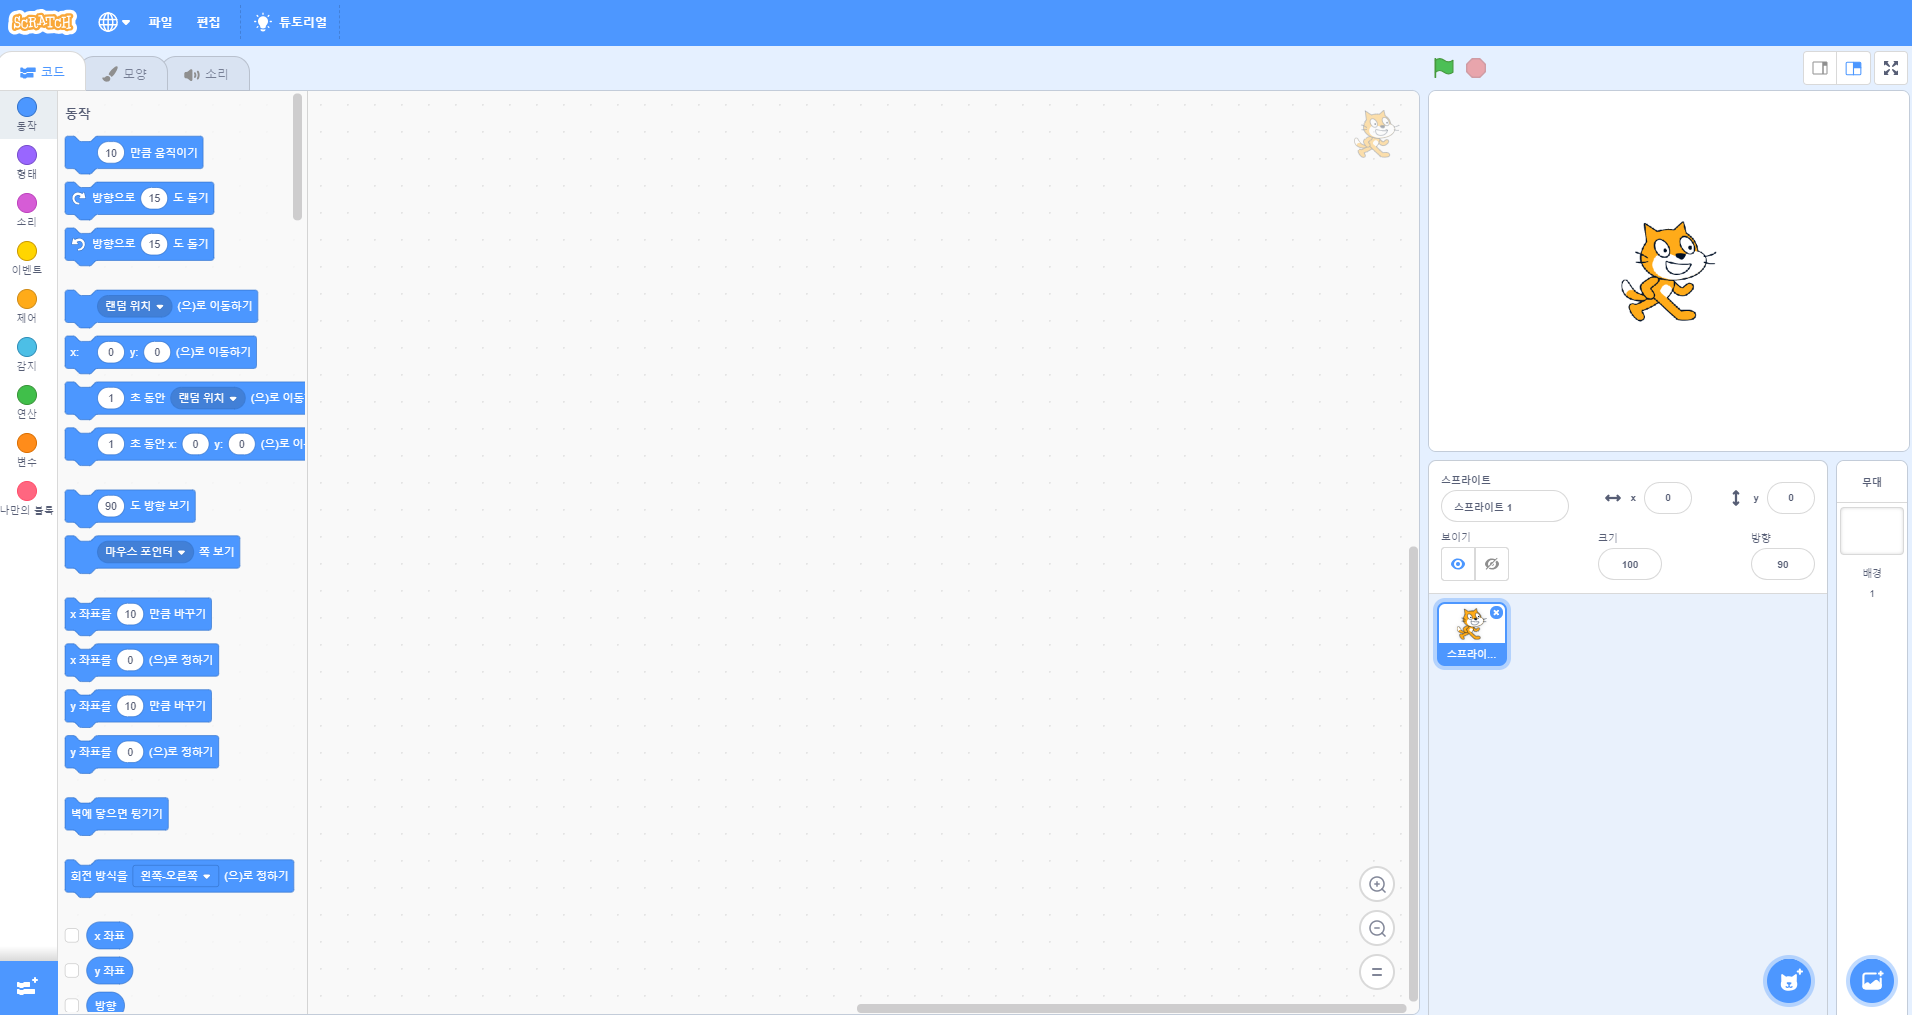 SCRATCH 파일 편집 튜토리얼
코드 모양 소리
동작
형태
소리
이벤트
제어
감지
연산
변수
나만의 블록
동작
10 만큼 움직이기
방향으로 15 도 돌기
방향으로 15 도 돌기
랜덤 위치 (으)로 이동하기
x: 0 y: 0 (으)로 이동하기
1 초 동안 랜덤 위치 (으)로 이동
1 초 동안 x: 0 y: 0 (으)로 이
90 도 방향 보기
마우스 포인터 쪽 보기
x 좌표를 10 만큼 바꾸기
x 좌표를 0 (으)로 정하기
y 좌표를 10 만큼 바꾸기
y 좌표를 0 (으)로 정하기
벽에 닿으면 튕기기
회전 방식을 왼쪽-오른쪽 (으)로 정하기
x 좌표
y 좌표
방향
스프라이트
스프라이트 1 x 0 y 0
보이기 크기 방향
100 90
스프라이...
무대
배경
1